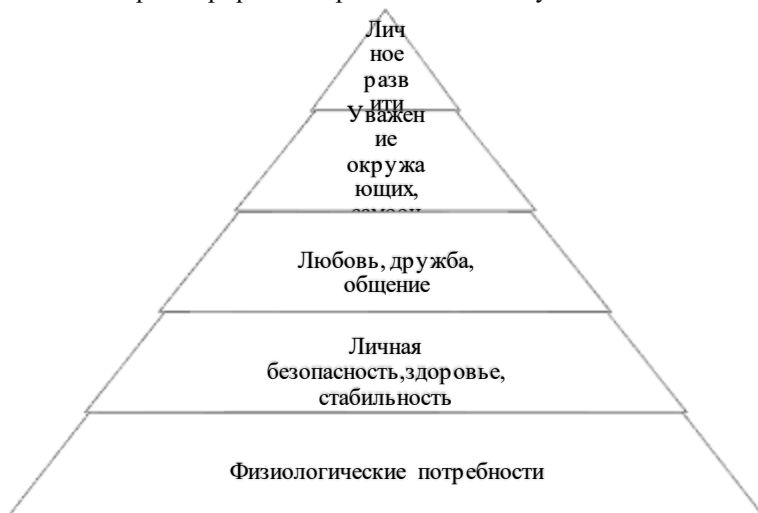 Лич
ное
разв
ити
Уважен
ие
окружа
ющих,
Любовь, дружба,
общение
Личная
безопасность,здоровье,
стабильность
Физиологические потребности